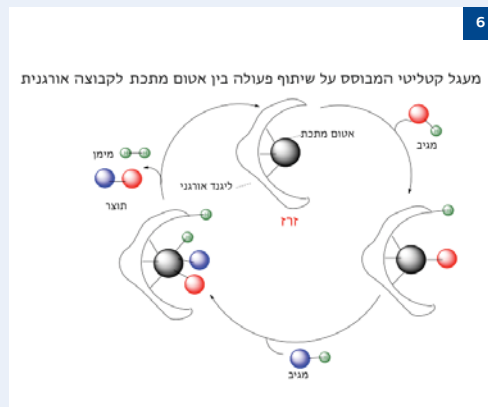 6
מעגל קטליטי המבוסס על שיתוף פעולה בין אטום מתכת לקבוצה אורגנית
אטום מתכת
מגיב
מימן
ליגנד אורגני
תוצר
זרז
מגיב